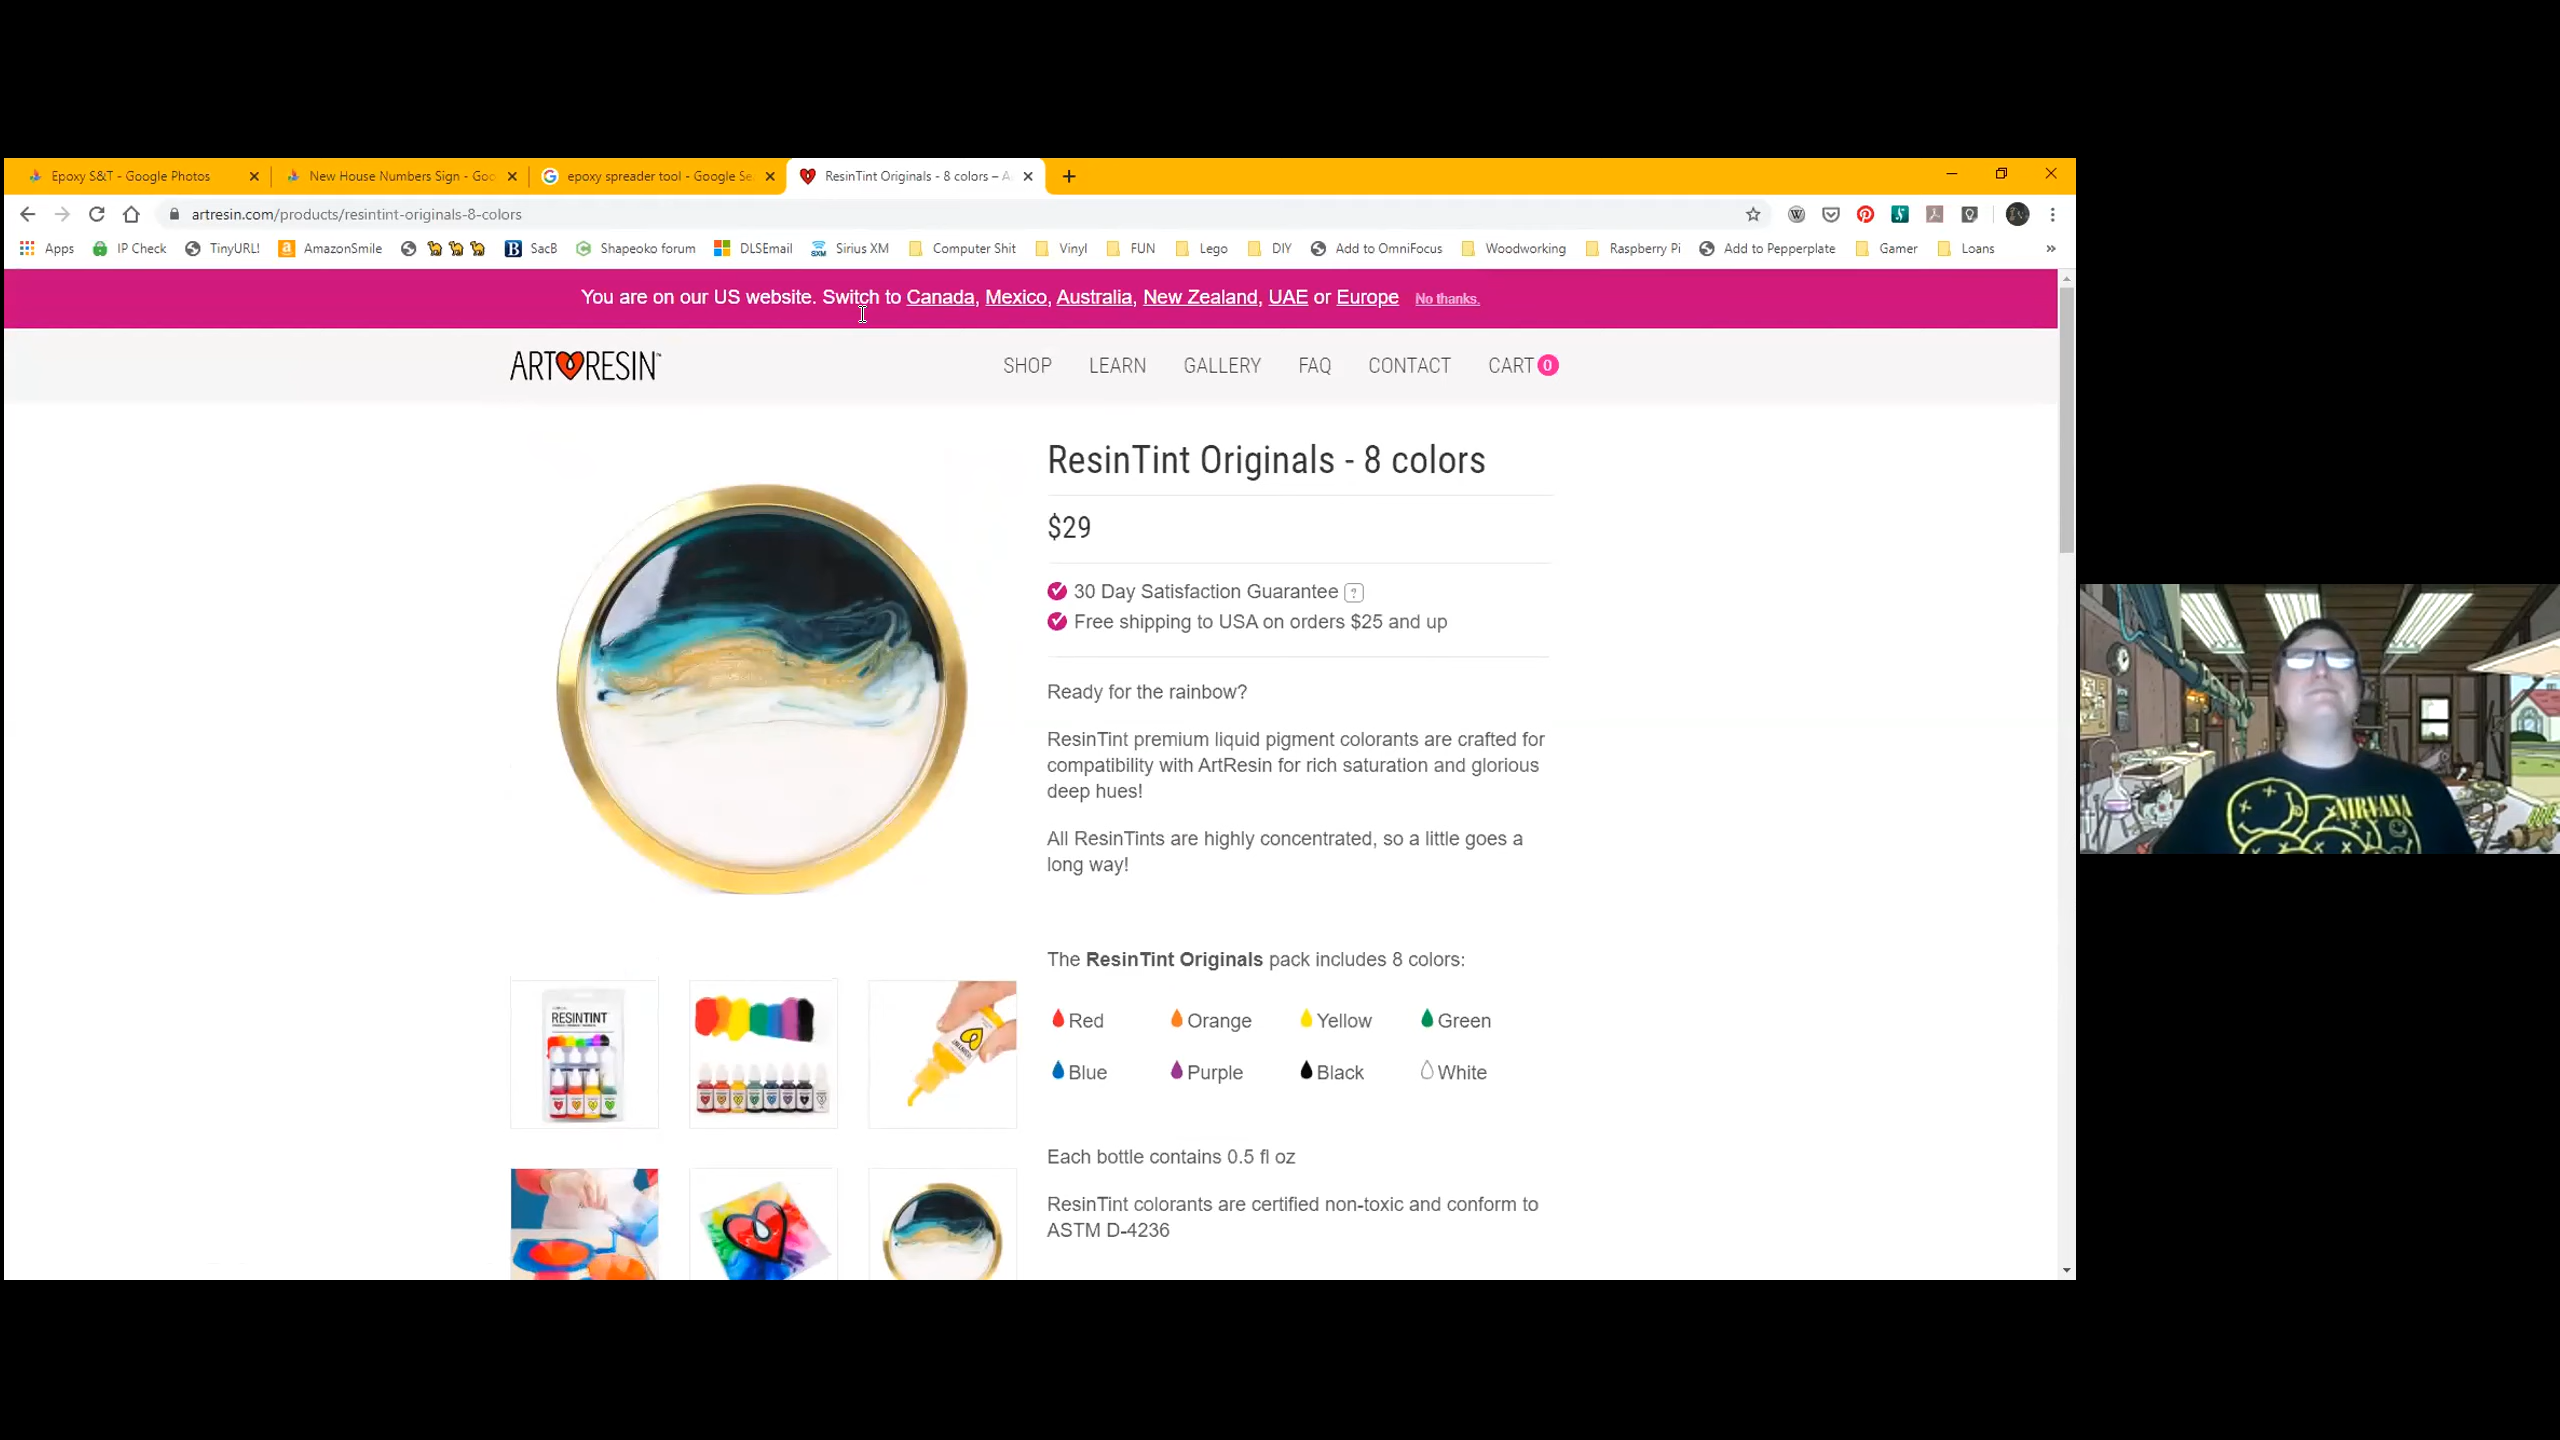 Epoxy S&T - Google Photos
New House Numbers Sign - Goo
epoxy spreader tool - Google Se
ResinTint Originals - 8 colors – A
artresin.com/products/resintint-originals-8-colors
Apps IP Check TinyURL! AmazonSmile SacB Shapeoko forum DLSEmail Sirius XM Computer Shit Vinyl FUN Lego DIY Add to OmniFocus Woodworking Raspberry Pi Add to Pepperplate Gamer Loans »
You are on our US website. Switch to Canada, Mexico, Australia, New Zealand, UAE or Europe No thanks.
ART RESIN
SHOP LEARN GALLERY FAQ CONTACT CART 0
ResinTint Originals - 8 colors
$29
30 Day Satisfaction Guarantee ?
Free shipping to USA on orders $25 and up
Ready for the rainbow?
ResinTint premium liquid pigment colorants are crafted for
compatibility with ArtResin for rich saturation and glorious
deep hues!
All ResinTints are highly concentrated, so a little goes a
long way!
The ResinTint Originals pack includes 8 colors:
Red Orange Yellow Green
Blue Purple Black White
Each bottle contains 0.5 fl oz
ResinTint colorants are certified non-toxic and conform to
ASTM D-4236
RESINTINT
NIRVANA